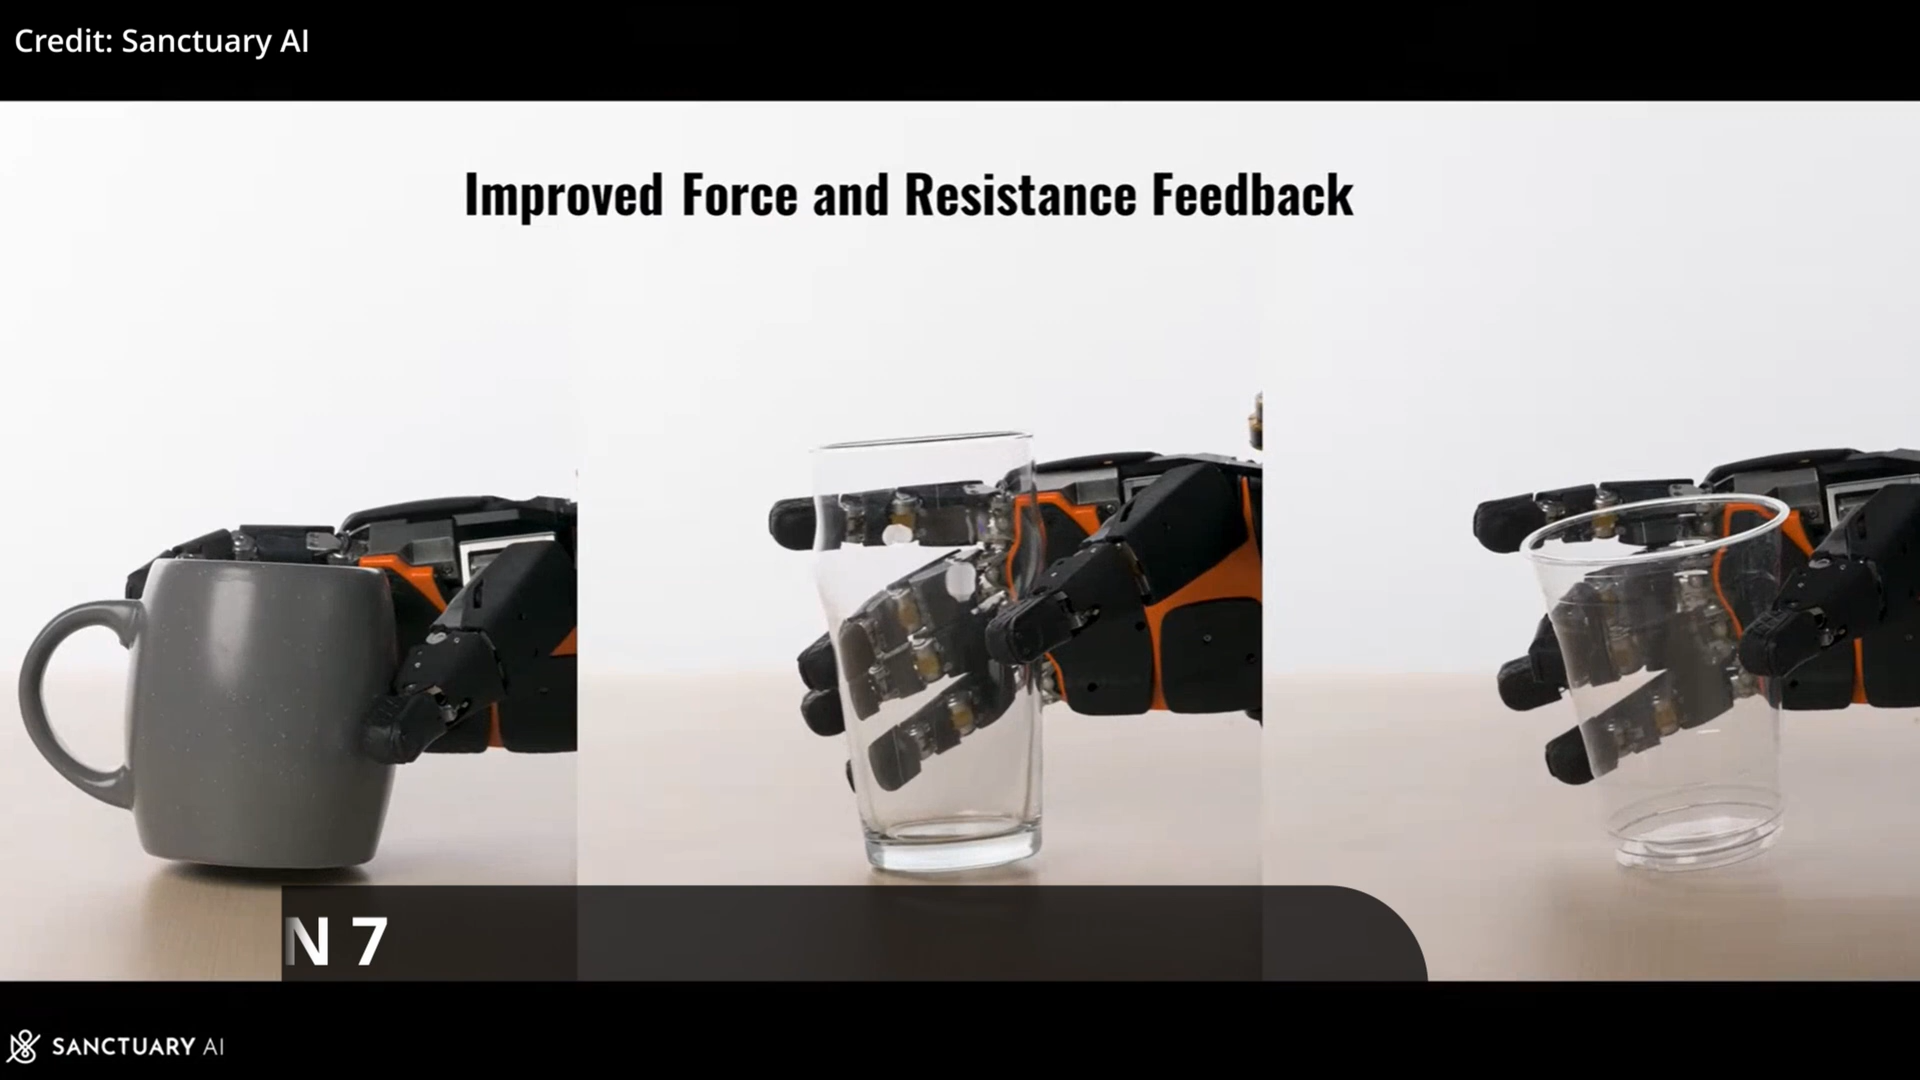 Credit: Sanctuary AI
Improved Force and Resistance Feedback
N 7
SANCTUARY AI